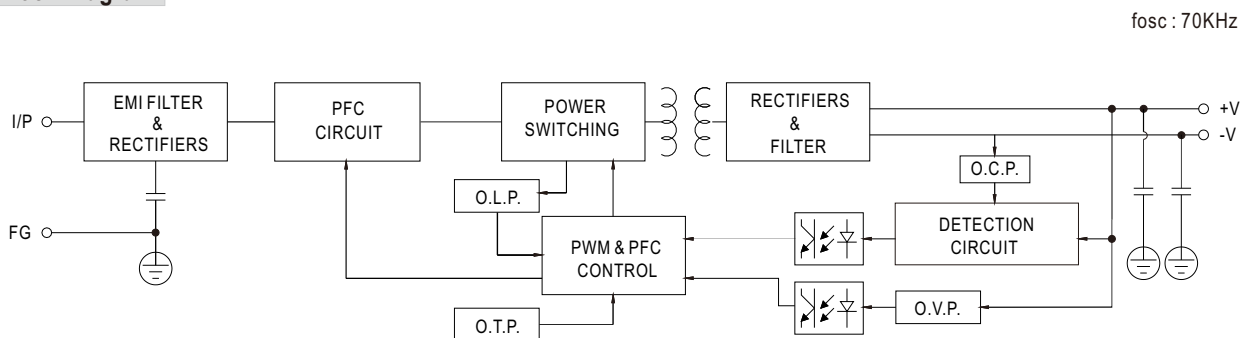 fosc : 70KHz
I/P
EMI FILTER
&
RECTIFIERS
PFC
CIRCUIT
POWER
SWITCHING
RECTIFIERS
&
FILTER
+V
-V
O.C.P.
O.L.P.
DETECTION
CIRCUIT
FG
PWM & PFC
CONTROL
O.V.P.
O.T.P.